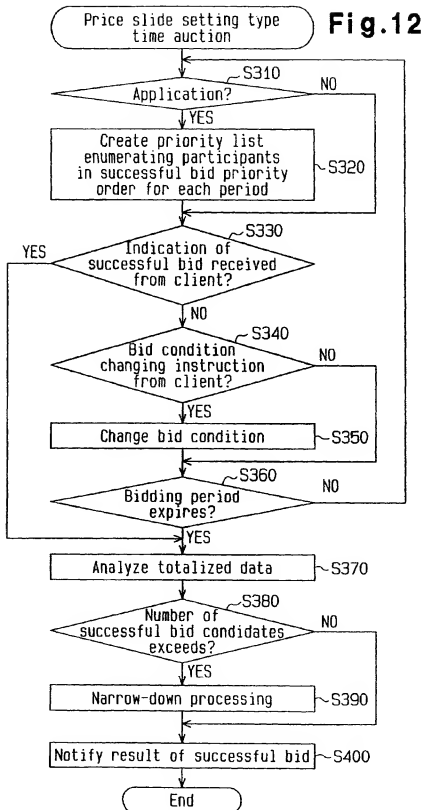 Price slide setting type
time auction
Fig.12
S310
Application?
NO
YES
Create priority list
enumerating participants
in successful bid priority
order for each period
S320
S330
YES
Indication of
successful bid received
from client?
NO
S340
Bid condition
changing instruction
from client?
NO
YES
Change bid condition
S350
S360
Bidding period
expires?
NO
YES
Analyze totalized data
S370
S380
Number of
successful bid candidates
exceeds?
NO
YES
Narrow-down processing
S390
Notify result of successful bid
S400
End